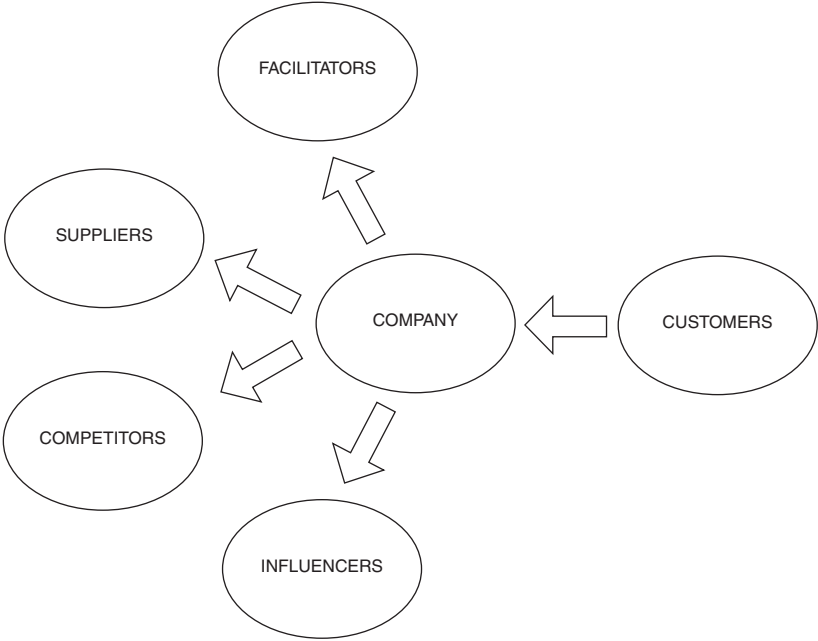 FACILITATORS
SUPPLIERS
COMPANY
CUSTOMERS
COMPETITORS
INFLUENCERS